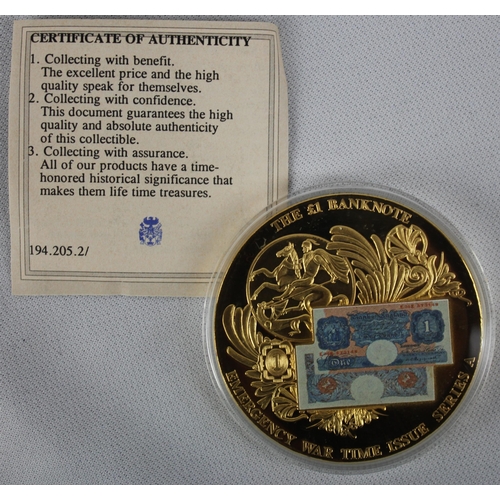 CERTIFICATE OF AUTHENTICITY
1. Collecting with benefit.
The excellent price and the high
quality speak for themselves.
2. Collecting with confidence.
This document guarantees the high
quality and absolute authenticity
of this collectible.
3. Collecting with assurance.
All of our products have a time-
honored historical significance that
makes them life time treasures.
194.205.2/
THE £1 BANKNOTE
1
ONE
1
EMERGENCY WAR TIME ISSUE SERIES A